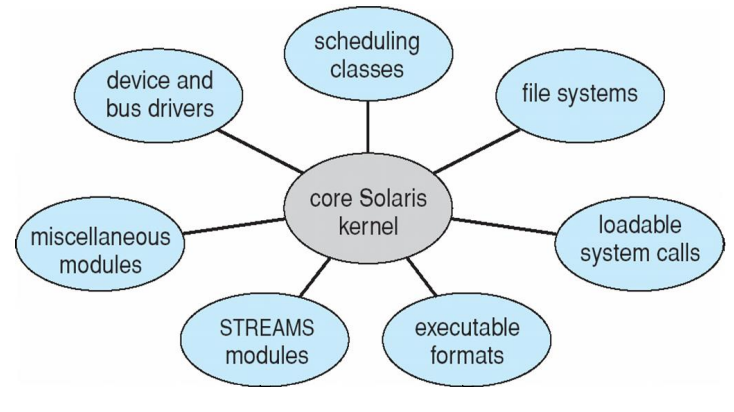 scheduling
classes
device and
bus drivers
file systems
core Solaris
kernel
miscellaneous
modules
loadable
system calls
STREAMS
modules
executable
formats